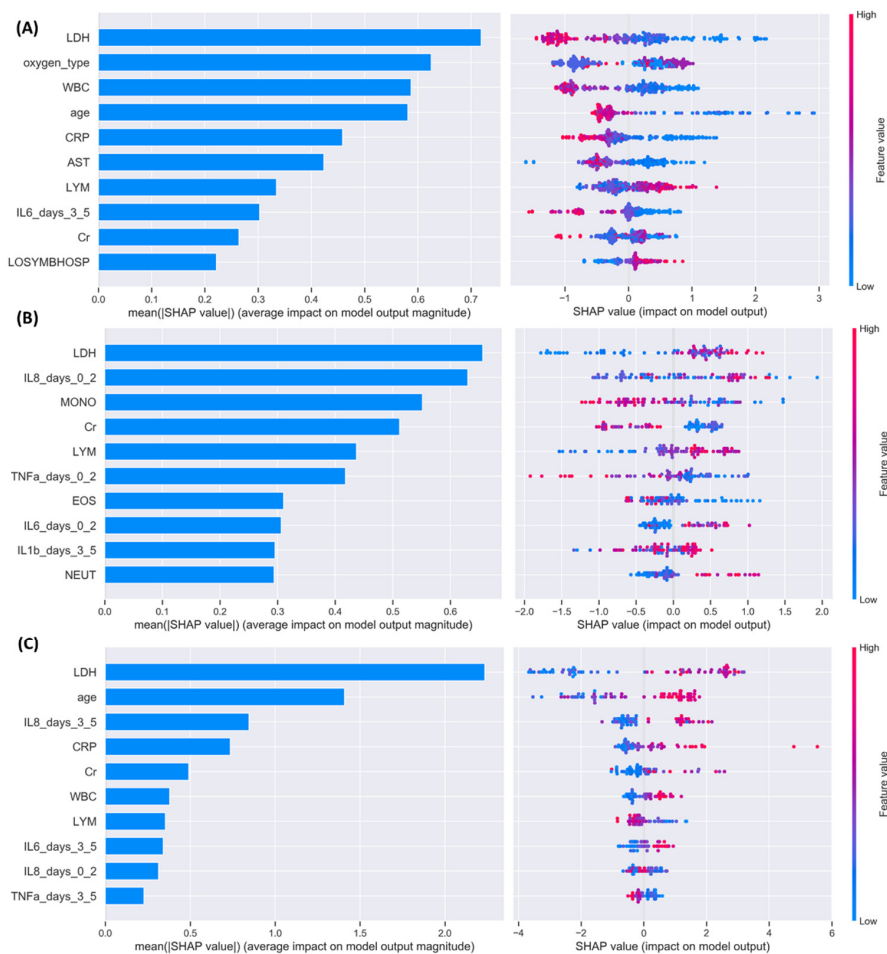 (A)
LDH
oxygen_type
WBC
age
CRP
AST
LYM
IL6_days_3_5
Cr
LOSYMBHOSP
0.0 0.1 0.2 0.3 0.4 0.5 0.6 0.7
mean(|SHAP value|) (average impact on model output magnitude)
−1 0 1 2 3
SHAP value (impact on model output)
High
Feature value
Low
(B)
LDH
IL8_days_0_2
MONO
Cr
LYM
TNFa_days_0_2
EOS
IL6_days_0_2
IL1b_days_3_5
NEUT
0.0 0.1 0.2 0.3 0.4 0.5 0.6
mean(|SHAP value|) (average impact on model output magnitude)
−2.0 −1.5 −1.0 −0.5 0.0 0.5 1.0 1.5 2.0
SHAP value (impact on model output)
High
Feature value
Low
(C)
LDH
age
IL8_days_3_5
CRP
Cr
WBC
LYM
IL6_days_3_5
IL8_days_0_2
TNFa_days_3_5
0.0 0.5 1.0 1.5 2.0
mean(|SHAP value|) (average impact on model output magnitude)
−4 −2 0 2 4 6
SHAP value (impact on model output)
High
Feature value
Low